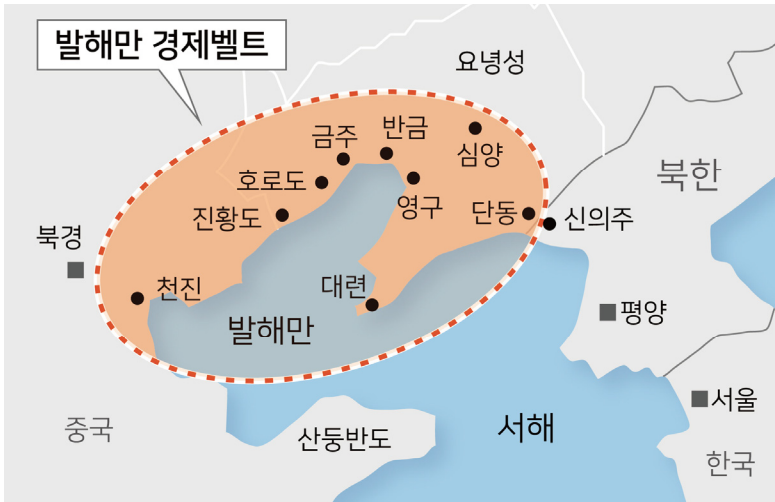 발해만 경제벨트
요녕성
금주
반금
심양
호로도
영구
진황도
단동
신의주
북한
북경
천진
대련
발해만
평양
서울
중국
산둥반도
서해
한국